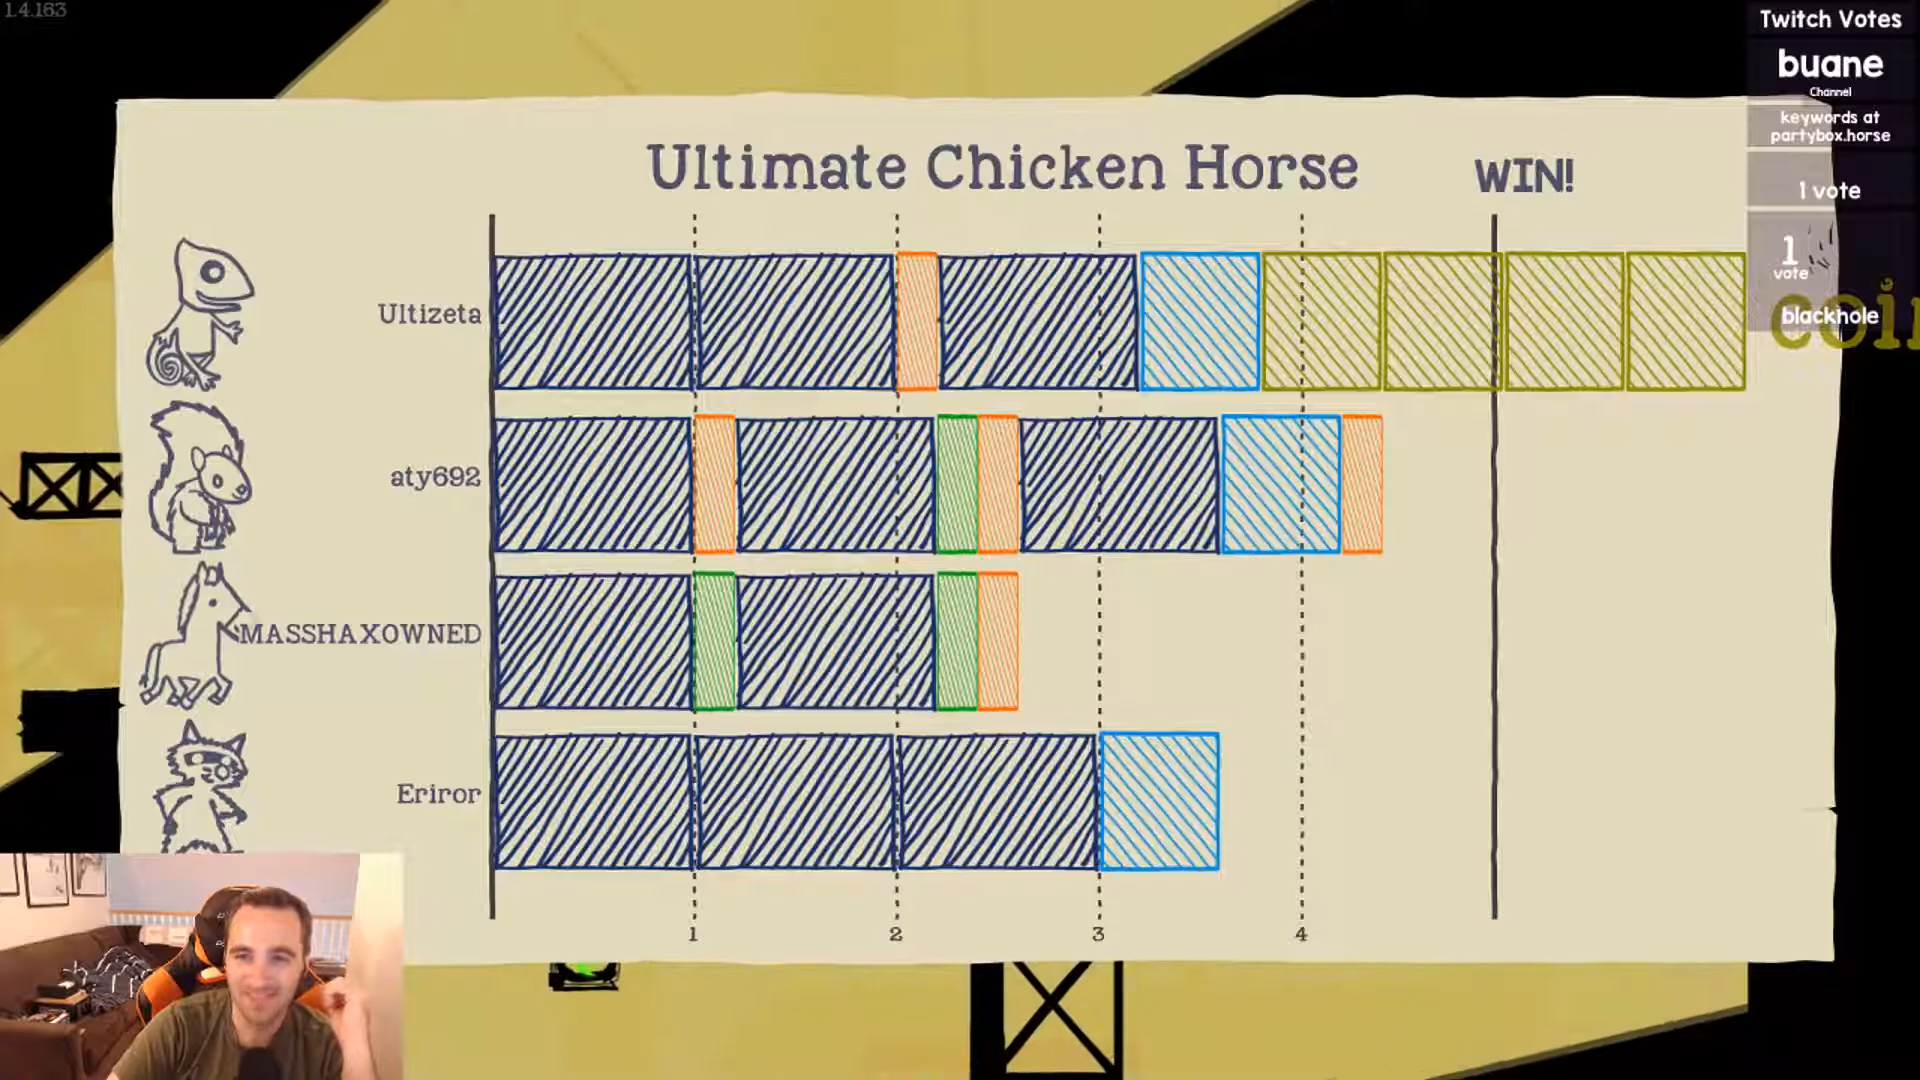 1.4.163
Twitch Votes
buane
Channel
keywords at
partybox.horse
1 vote
1
vote
blackhole
Ultimate Chicken Horse
WIN!
Ultizeta
aty692
MASSHAXOWNED
Eriror
1
2
3
4